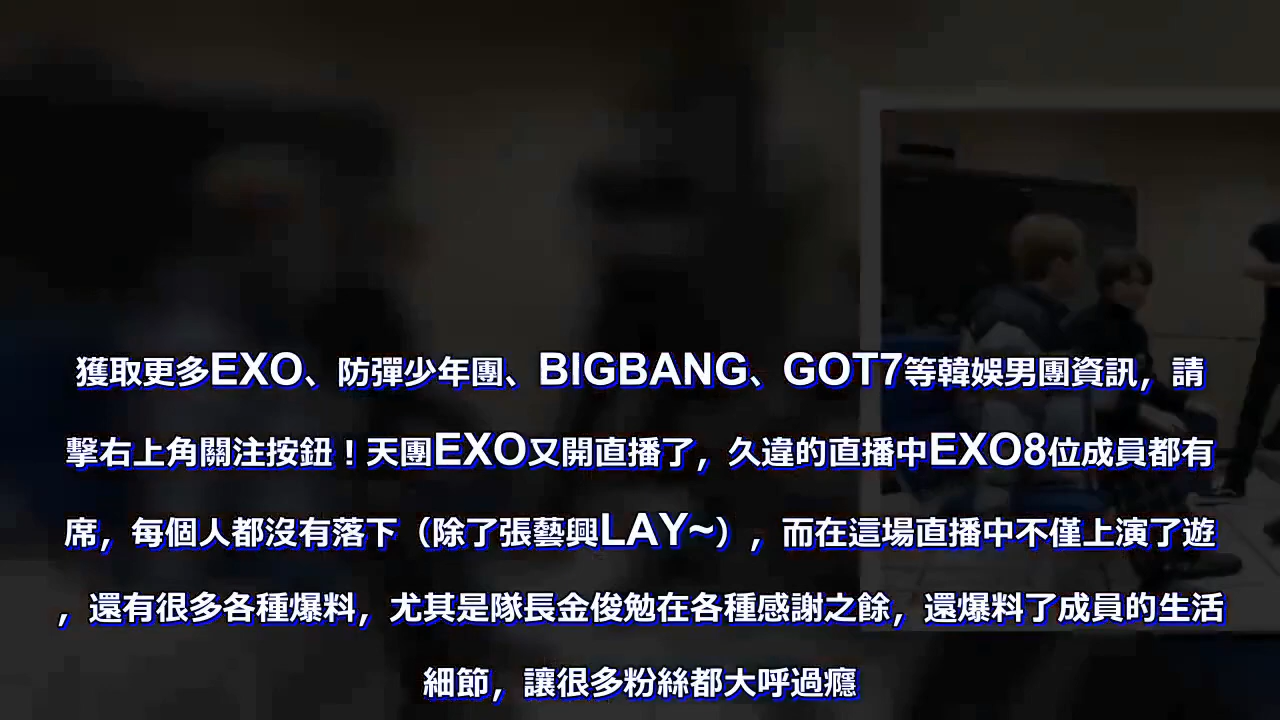 獲取更多EXO、防彈少年團、BIGBANG、GOT7等韓娛男團資訊，請
擊右上角關注按鈕！天團EXO又開直播了，久違的直播中EXO8位成員都有
席，每個人都沒有落下（除了張藝興LAY~），而在這場直播中不僅上演了遊
，還有很多各種爆料，尤其是隊長金俊勉在各種感謝之餘，還爆料了成員的生活
細節，讓很多粉絲都大呼過癮